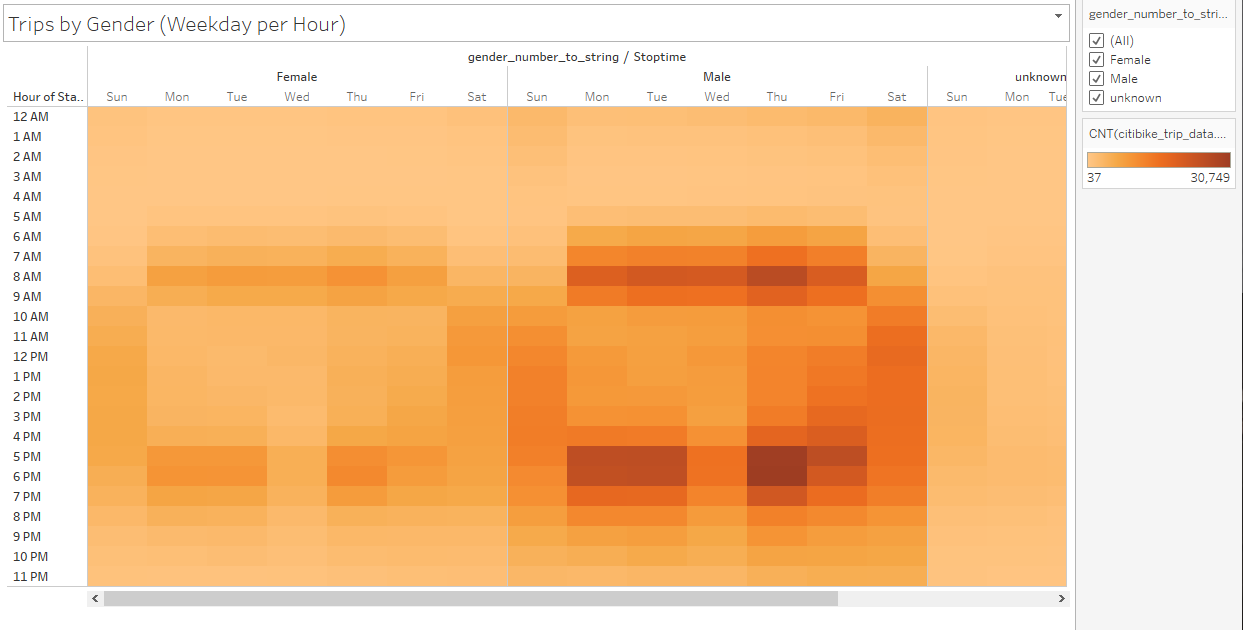 Trips by Gender (Weekday per Hour)
gender_number_to_string / Stoptime
Female Male unknown
Hour of Sta.. Sun Mon Tue Wed Thu Fri Sat Sun Mon Tue Wed Thu Fri Sat Sun Mon Tue
12 AM
1 AM
2 AM
3 AM
4 AM
5 AM
6 AM
7 AM
8 AM
9 AM
10 AM
11 AM
12 PM
1 PM
2 PM
3 PM
4 PM
5 PM
6 PM
7 PM
8 PM
9 PM
10 PM
11 PM
gender_number_to_stri...
(All)
Female
Male
unknown
CNT(citibike_trip_data....
37 30,749